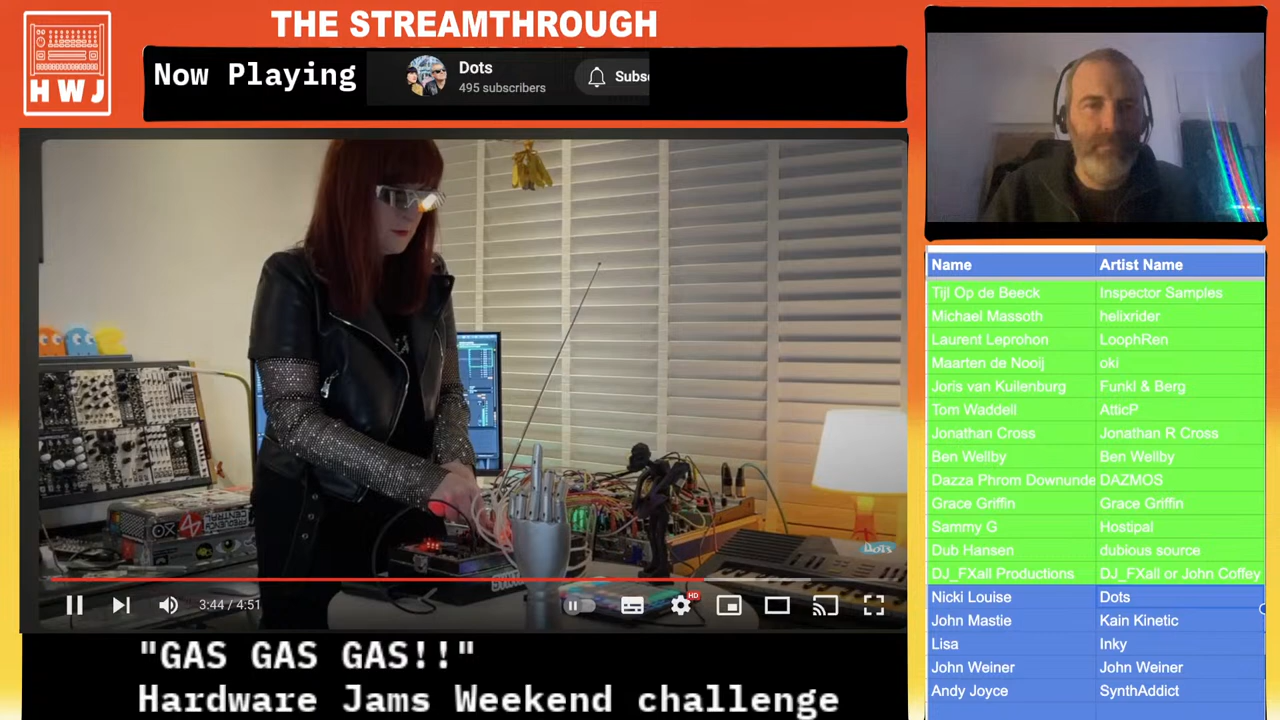 THE STREAMTHROUGH
HWJ
Now Playing
Dots
495 subscribers
Subs
3:44 / 4:51
HD
DOTS
"GAS GAS GAS!!"
Hardware Jams Weekend challenge
Name Artist Name
Tijl Op de Beeck Inspector Samples
Michael Massoth helixrider
Laurent Leprohon LoophRen
Maarten de Nooij oki
Joris van Kuilenburg Funkl & Berg
Tom Waddell AtticP
Jonathan Cross Jonathan R Cross
Ben Wellby Ben Wellby
Dazza Phrom Downunde DAZMOS
Grace Griffin Grace Griffin
Sammy G Hostipal
Dub Hansen dubious source
DJ_FXail Productions DJ_FXail or John Coffey
Nicki Louise Dots
John Mastie Kain Kinetic
Lisa Inky
John Weiner John Weiner
Andy Joyce SynthAddict